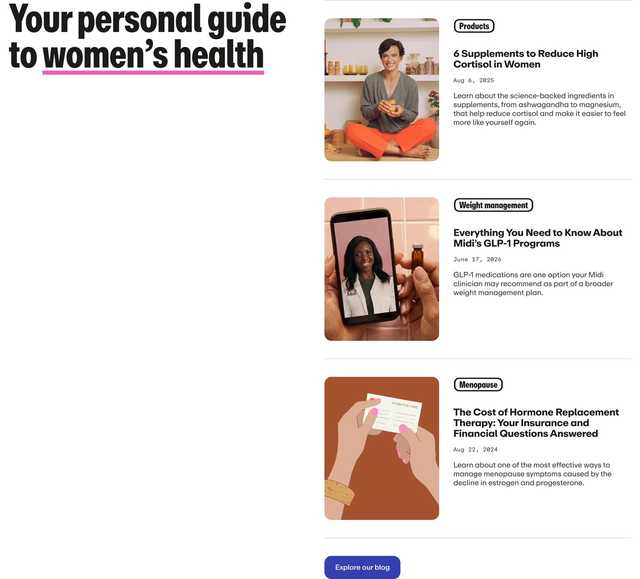 Your personal guide
to women's health
Products
6 Supplements to Reduce High
Cortisol in Women
Aug 6, 2025
Learn about the science-backed ingredients in
supplements, from ashwagandha to magnesium,
that help reduce cortisol and make it easier to feel
more like yourself again.
Weight management
Everything You Need to Know About
Midi's GLP-1 Programs
June 17, 2026
GLP-1 medications are one option your Midi
clinician may recommend as part of a broader
weight management plan.
Menopause
The Cost of Hormone Replacement
Therapy: Your Insurance and
Financial Questions Answered
Aug 22, 2024
Learn about one of the most effective ways to
manage menopause symptoms caused by the
decline in estrogen and progesterone.
Explore our blog